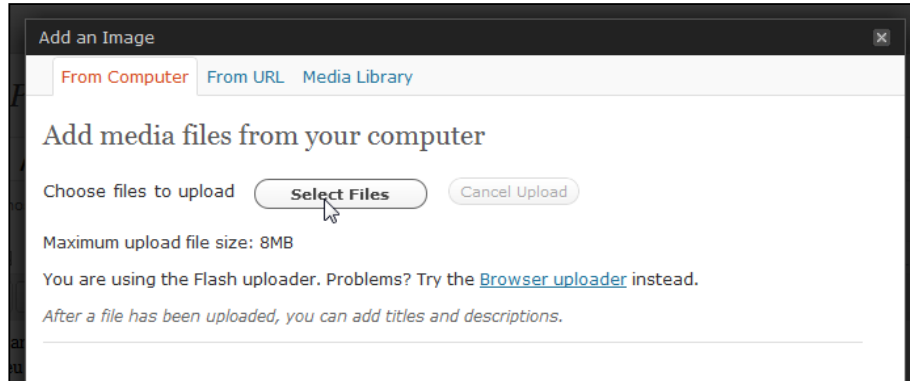 Add an Image
From Computer From URL Media Library
Add media files from your computer
Choose files to upload Select Files Cancel Upload
Maximum upload file size: 8MB
You are using the Flash uploader. Problems? Try the Browser uploader instead.
After a file has been uploaded, you can add titles and descriptions.